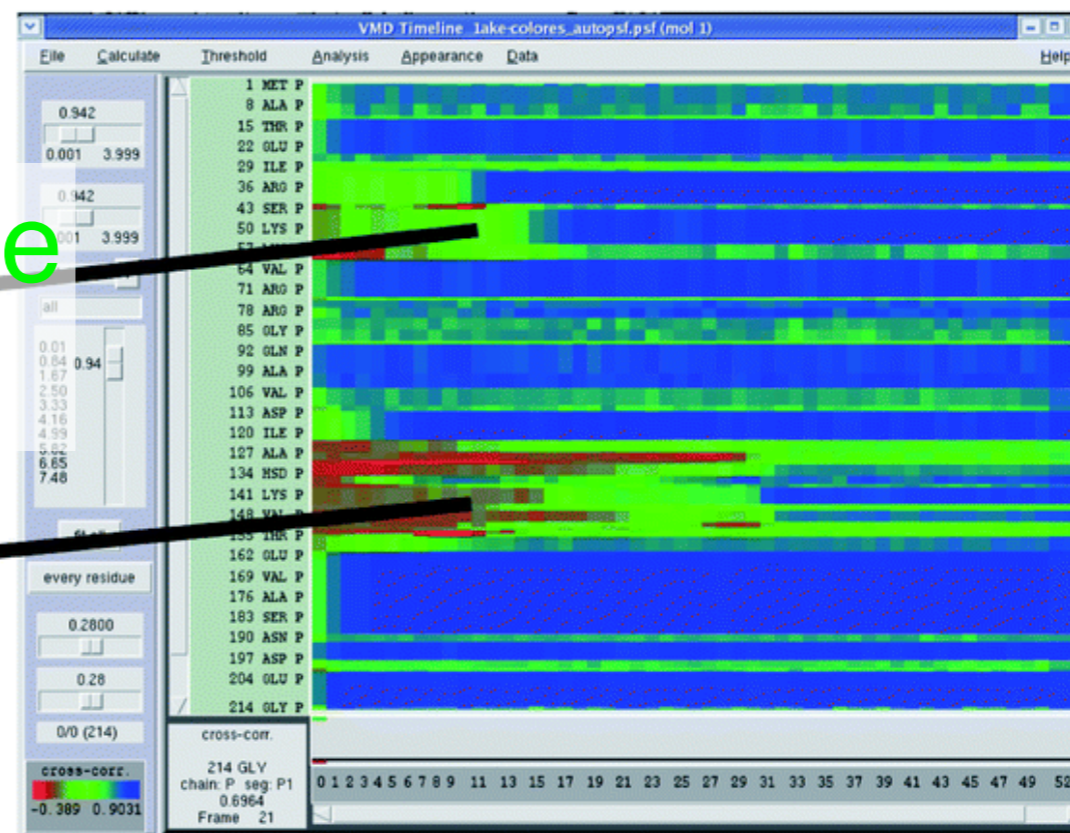 VMD Timeline 1ake-colores_autopsf.psf (mol 1)
File Calculate Threshold Analysis Appearance Data Help
0.942
0.001 3.999
0.942
001 3.999
e
all
0.01
0.84
1.67
2.50
3.33
4.16
4.99
5.82
6.65
7.48
0.94
every residue
0.2800
0.28
0/0 (214)
cross-corr.
-0.389 0.9031
1 MET P
8 ALA P
15 THR P
22 GLU P
29 ILE P
36 ARG P
43 SER P
50 LYS P
64 VAL P
71 ARG P
78 ARG P
85 GLY P
92 GLN P
99 ALA P
106 VAL P
113 ASP P
120 ILE P
127 ALA P
134 HSD P
141 LYS P
148 VAL P
155 THR P
162 GLU P
169 VAL P
176 ALA P
183 SER P
190 ASN P
197 ASP P
204 GLU P
214 GLY P
cross-corr.
214 GLY
chain: P seg: P1
0.6964
Frame 21
0 1 2 3 4 5 6 7 8 9 11 13 15 17 19 21 23 25 27 29 31 33 35 37 39 41 43 45 47 49 52